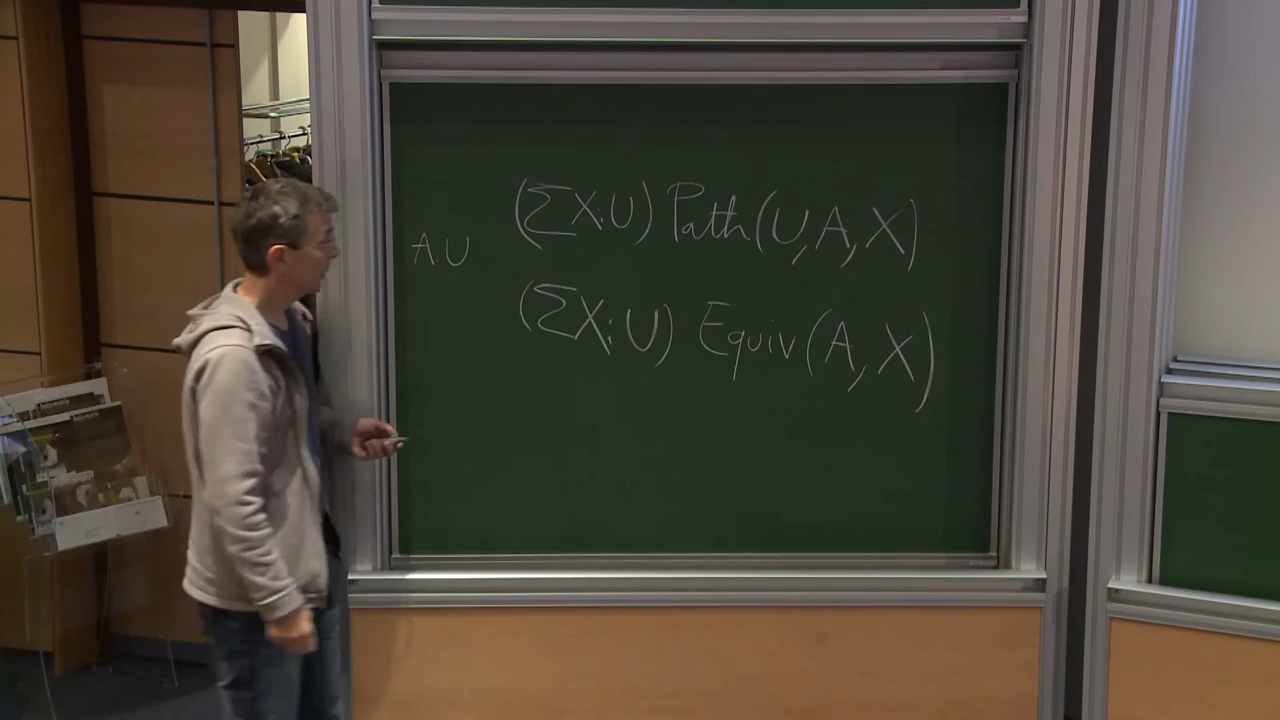 (ΣX:U) Path(U,A,X)
A:U
(ΣX:U) Equiv(A,X)